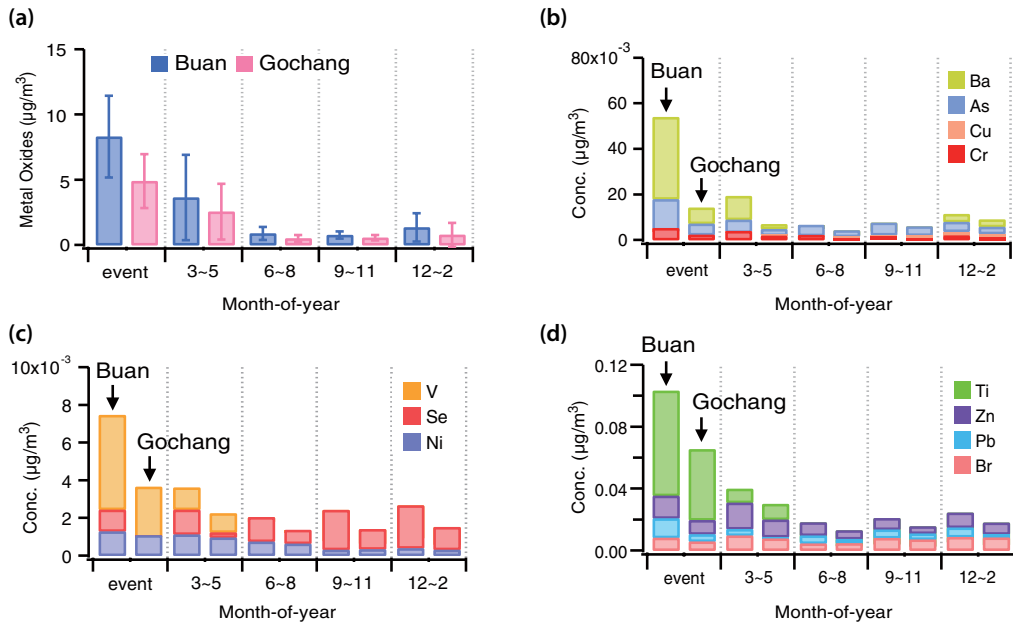 (a)
15
10
5
0
Metal Oxides (μg/m³)
Buan
Gochang
event
3~5
6~8
9~11
12~2
Month-of-year
(b)
80x10⁻³
60
40
20
0
Conc. (μg/m³)
Buan
Gochang
Ba
As
Cu
Cr
event
3~5
6~8
9~11
12~2
Month-of-year
(c)
10x10⁻³
8
6
4
2
0
Conc. (μg/m³)
Buan
Gochang
V
Se
Ni
event
3~5
6~8
9~11
12~2
Month-of-year
(d)
0.12
0.08
0.04
0.00
Conc. (μg/m³)
Buan
Gochang
Ti
Zn
Pb
Br
event
3~5
6~8
9~11
12~2
Month-of-year